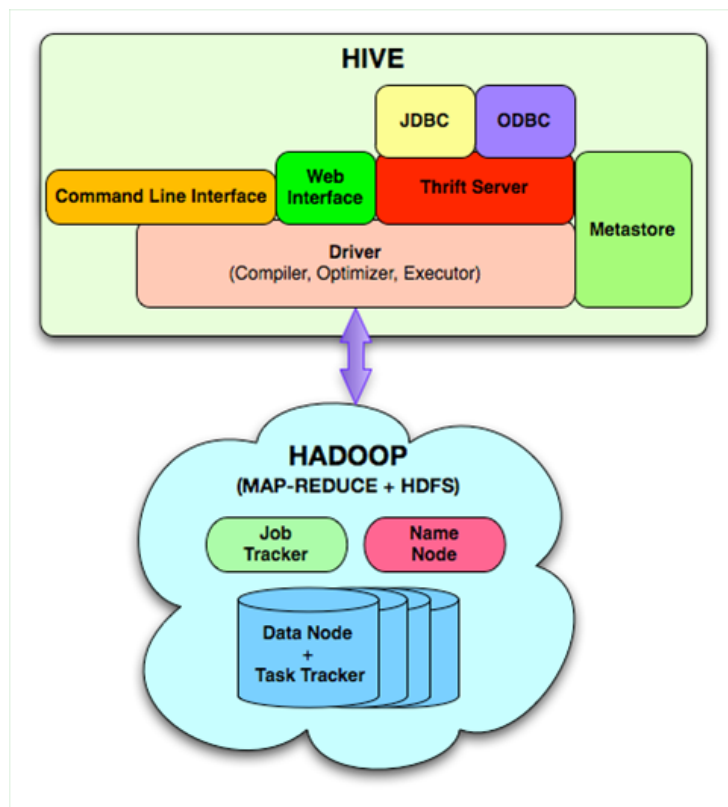 HIVE
JDBC
ODBC
Command Line Interface
Web
Interface
Thrift Server
Metastore
Driver
(Compiler, Optimizer, Executor)
HADOOP
(MAP-REDUCE + HDFS)
Job
Tracker
Name
Node
Data Node
+
Task Tracker